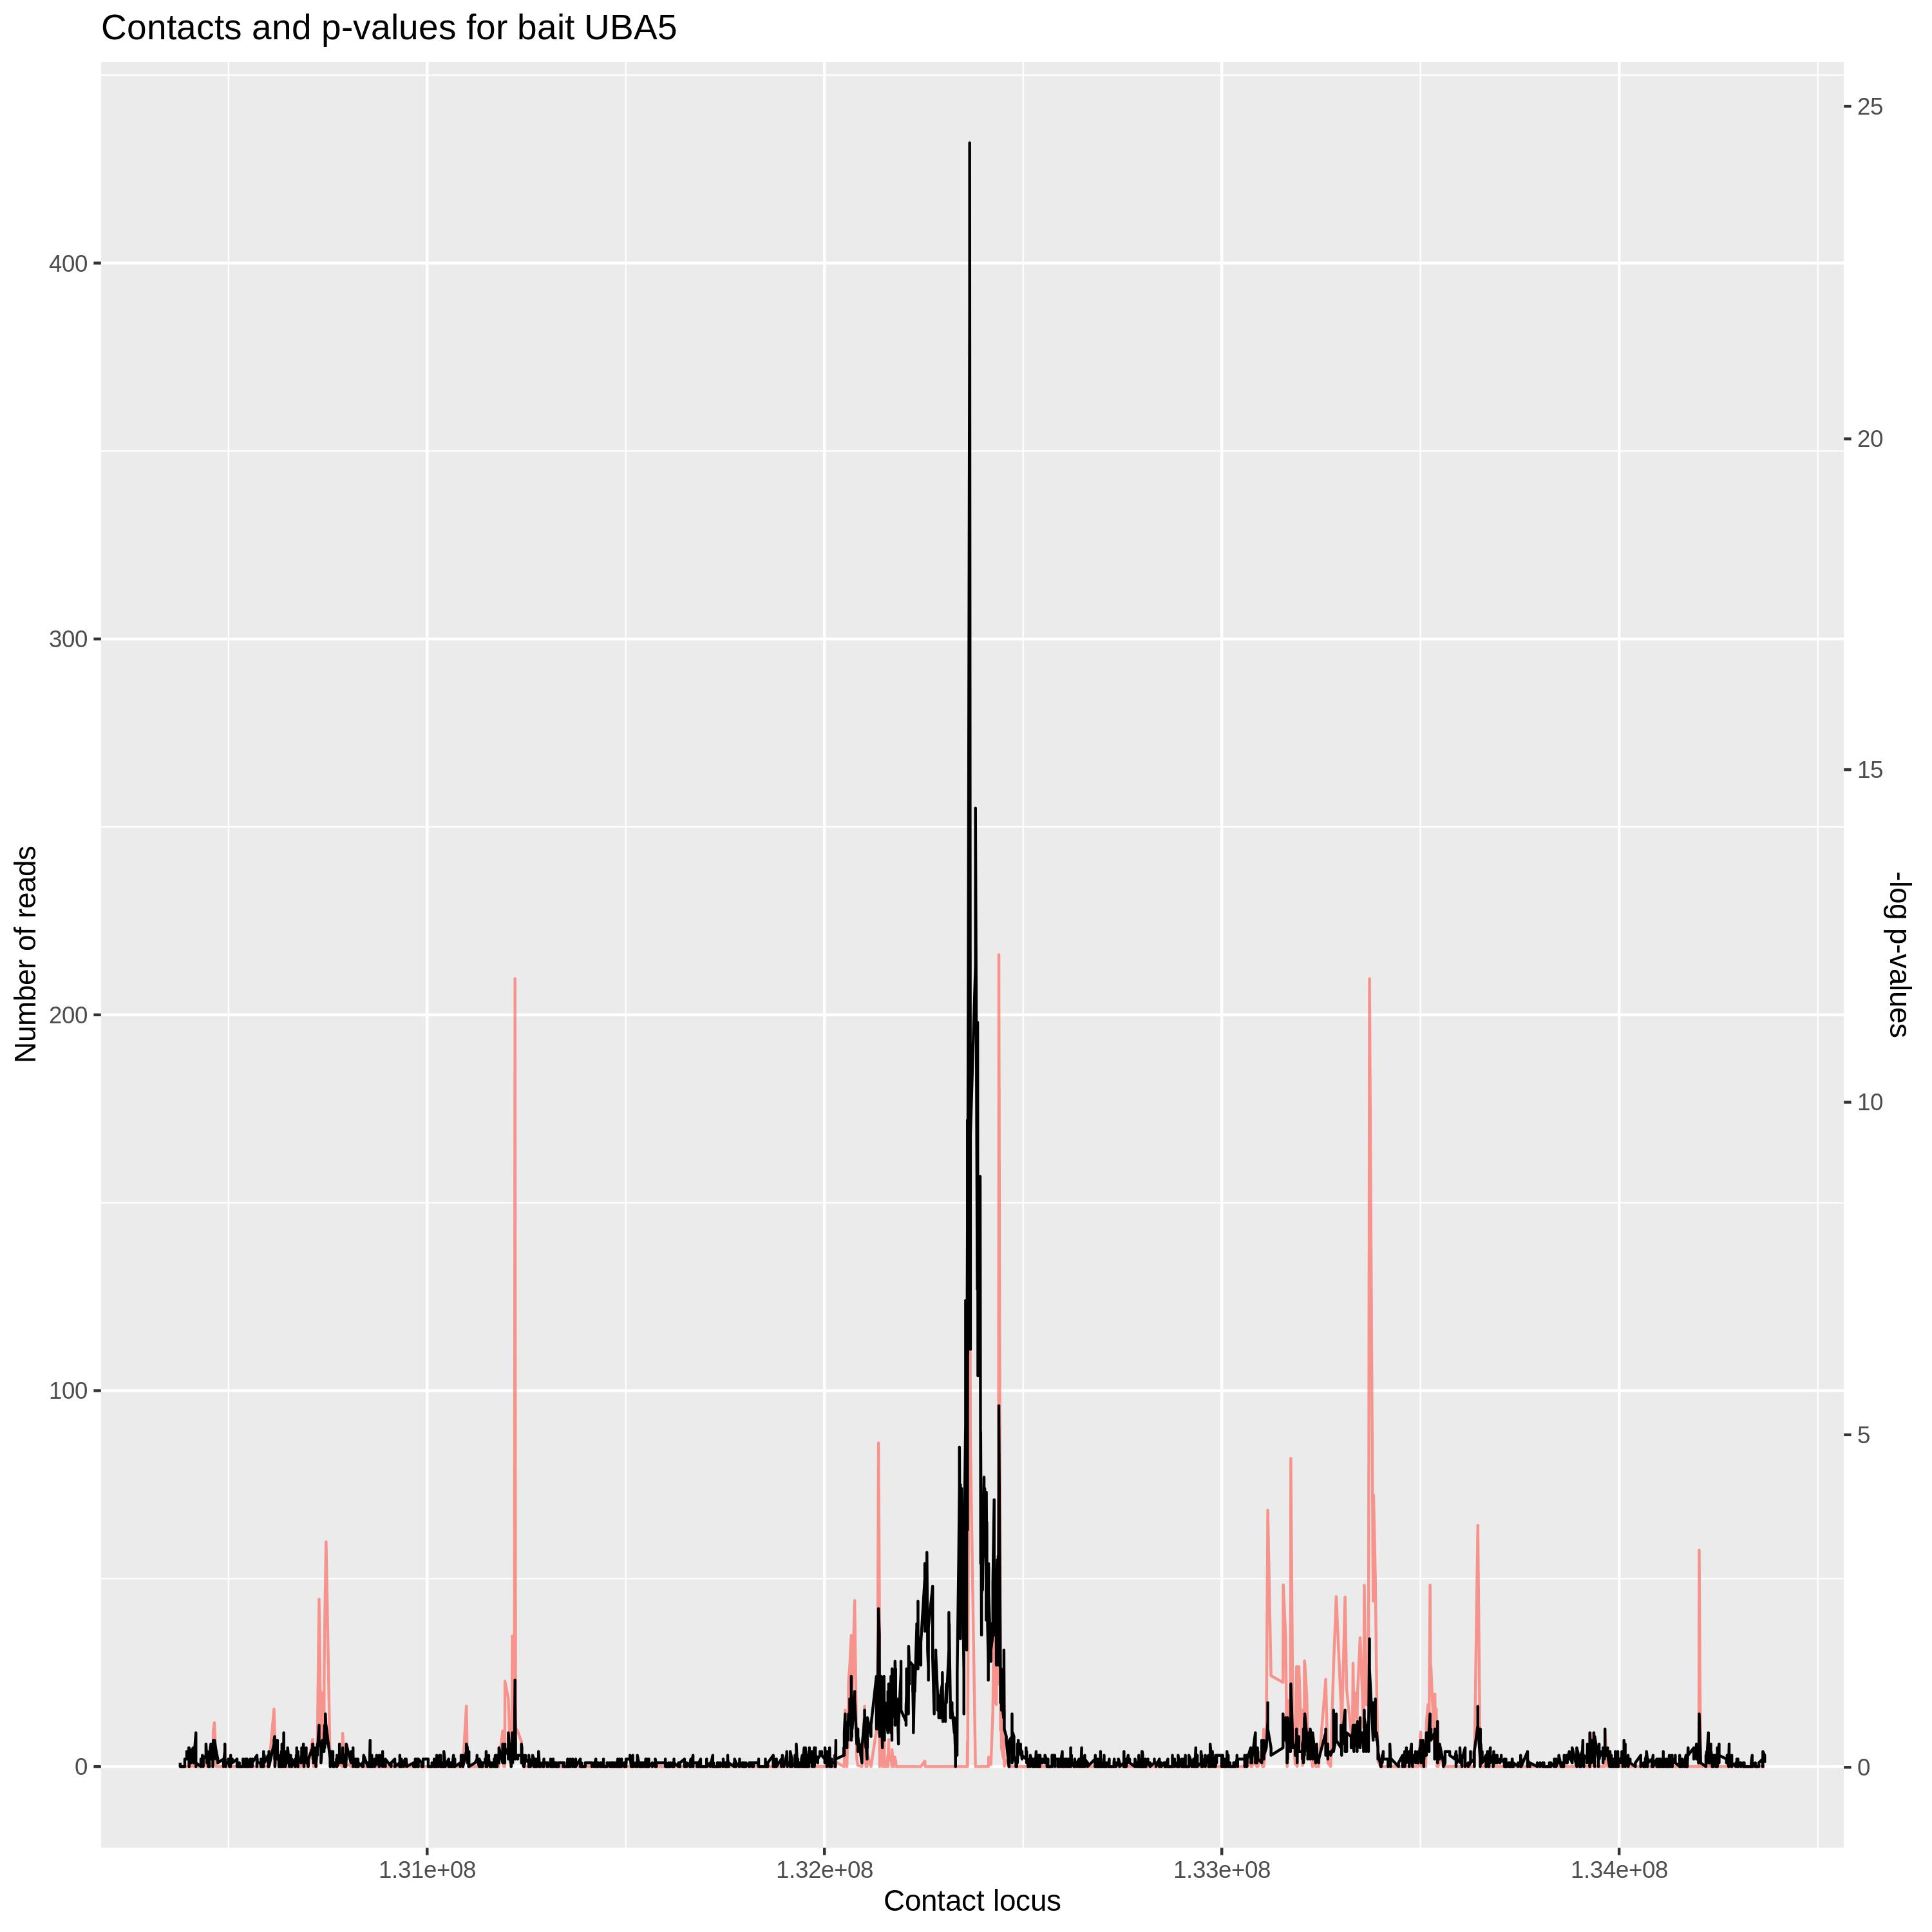 Contacts and p-values for bait UBA5
400
300
200
100
0
Number of reads
25
20
15
10
5
0
-log p-values
1.31e+08
1.32e+08
1.33e+08
1.34e+08
Contact locus